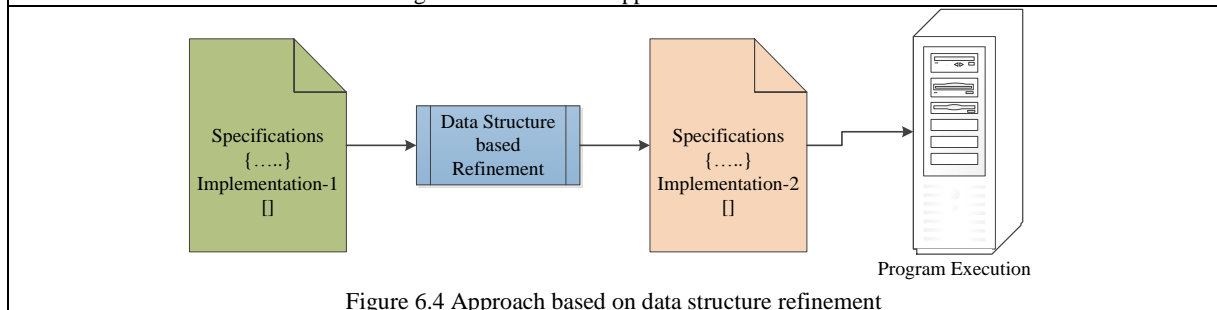 Specifications
{…..}
Implementation-1
[]
Data Structure
based
Refinement
Specifications
{…..}
Implementation-2
[]
Program Execution
Figure 6.4 Approach based on data structure refinement